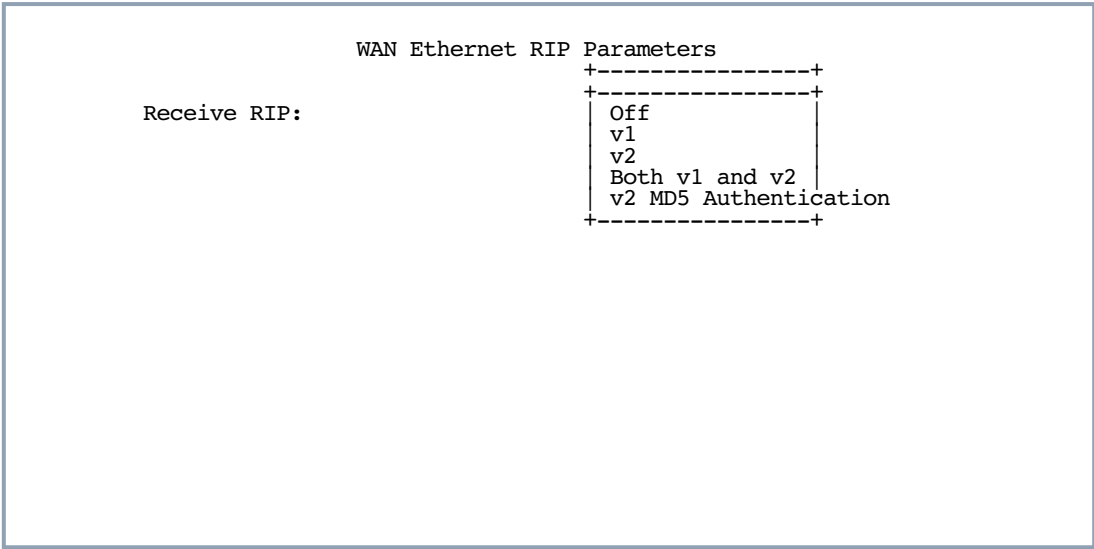 WAN Ethernet RIP Parameters
+----------------+
+----------------+
Receive RIP: | Off |
| v1 |
| v2 |
| Both v1 and v2 |
| v2 MD5 Authentication
+----------------+